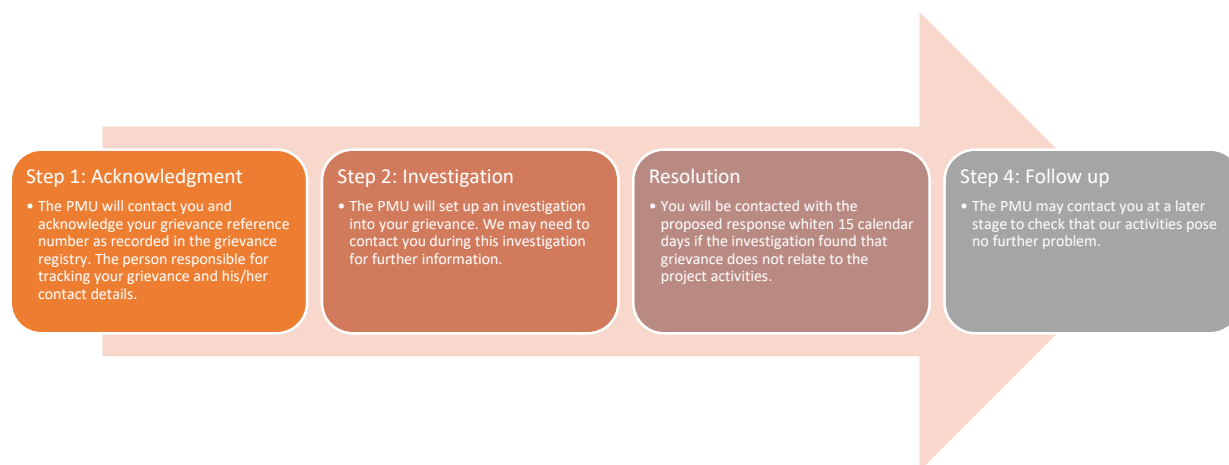 Step 1: Acknowledgment
• The PMU will contact you and
acknowledge your grievance reference
number as recorded in the grievance
registry. The person responsible for
tracking your grievance and his/her
contact details.
Step 2: Investigation
• The PMU will set up an investigation
into your grievance. We may need to
contact you during this investigation
for further information.
Resolution
• You will be contacted with the
proposed response whiten 15 calendar
days if the investigation found that
grievance does not relate to the
project activities.
Step 4: Follow up
• The PMU may contact you at a later
stage to check that our activities pose
no further problem.